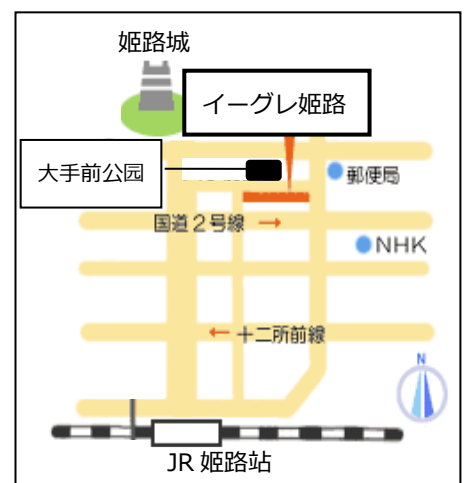 姫路城
イーグレ姫路
大手前公园
郵便局
国道2号線 →
NHK
← 十二所前線
N
JR 姫路站